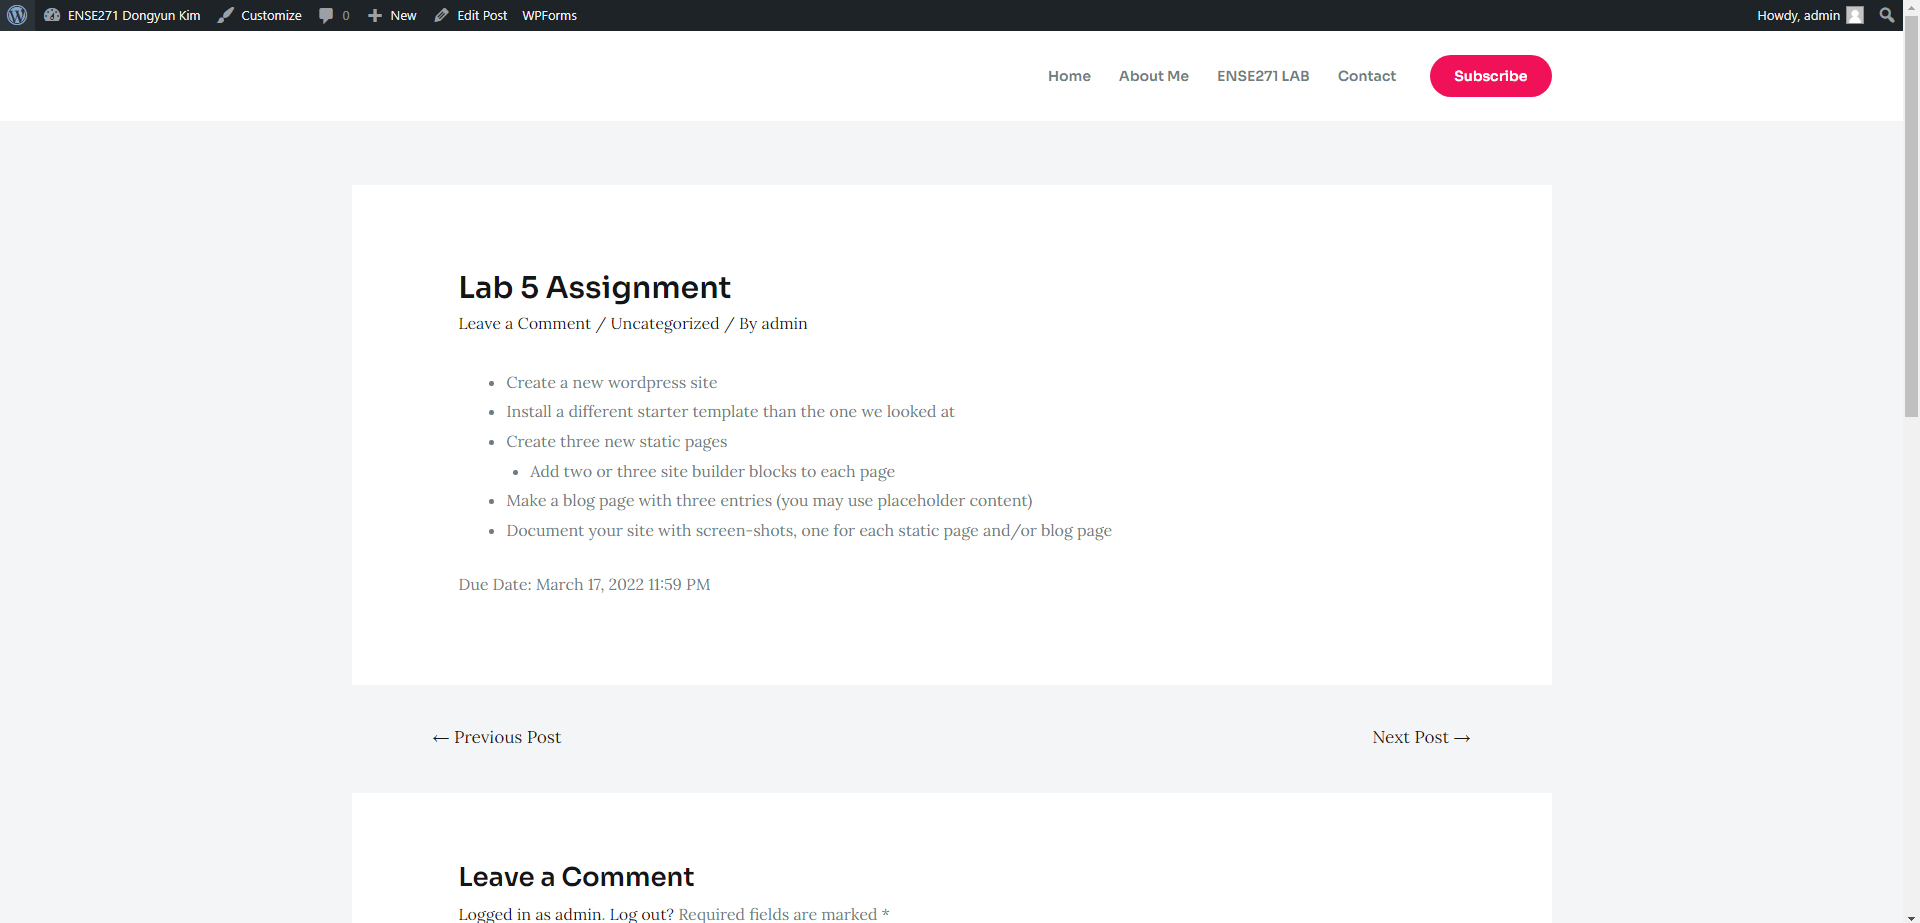 ENSE271 Dongyun Kim Customize 0 New Edit Post WPForms Howdy, admin
Home About Me ENSE271 LAB Contact Subscribe
Lab 5 Assignment
Leave a Comment / Uncategorized / By admin
• Create a new wordpress site
• Install a different starter template than the one we looked at
• Create three new static pages
• Add two or three site builder blocks to each page
• Make a blog page with three entries (you may use placeholder content)
• Document your site with screen-shots, one for each static page and/or blog page
Due Date: March 17, 2022 11:59 PM
← Previous Post Next Post →
Leave a Comment
Logged in as admin. Log out? Required fields are marked *